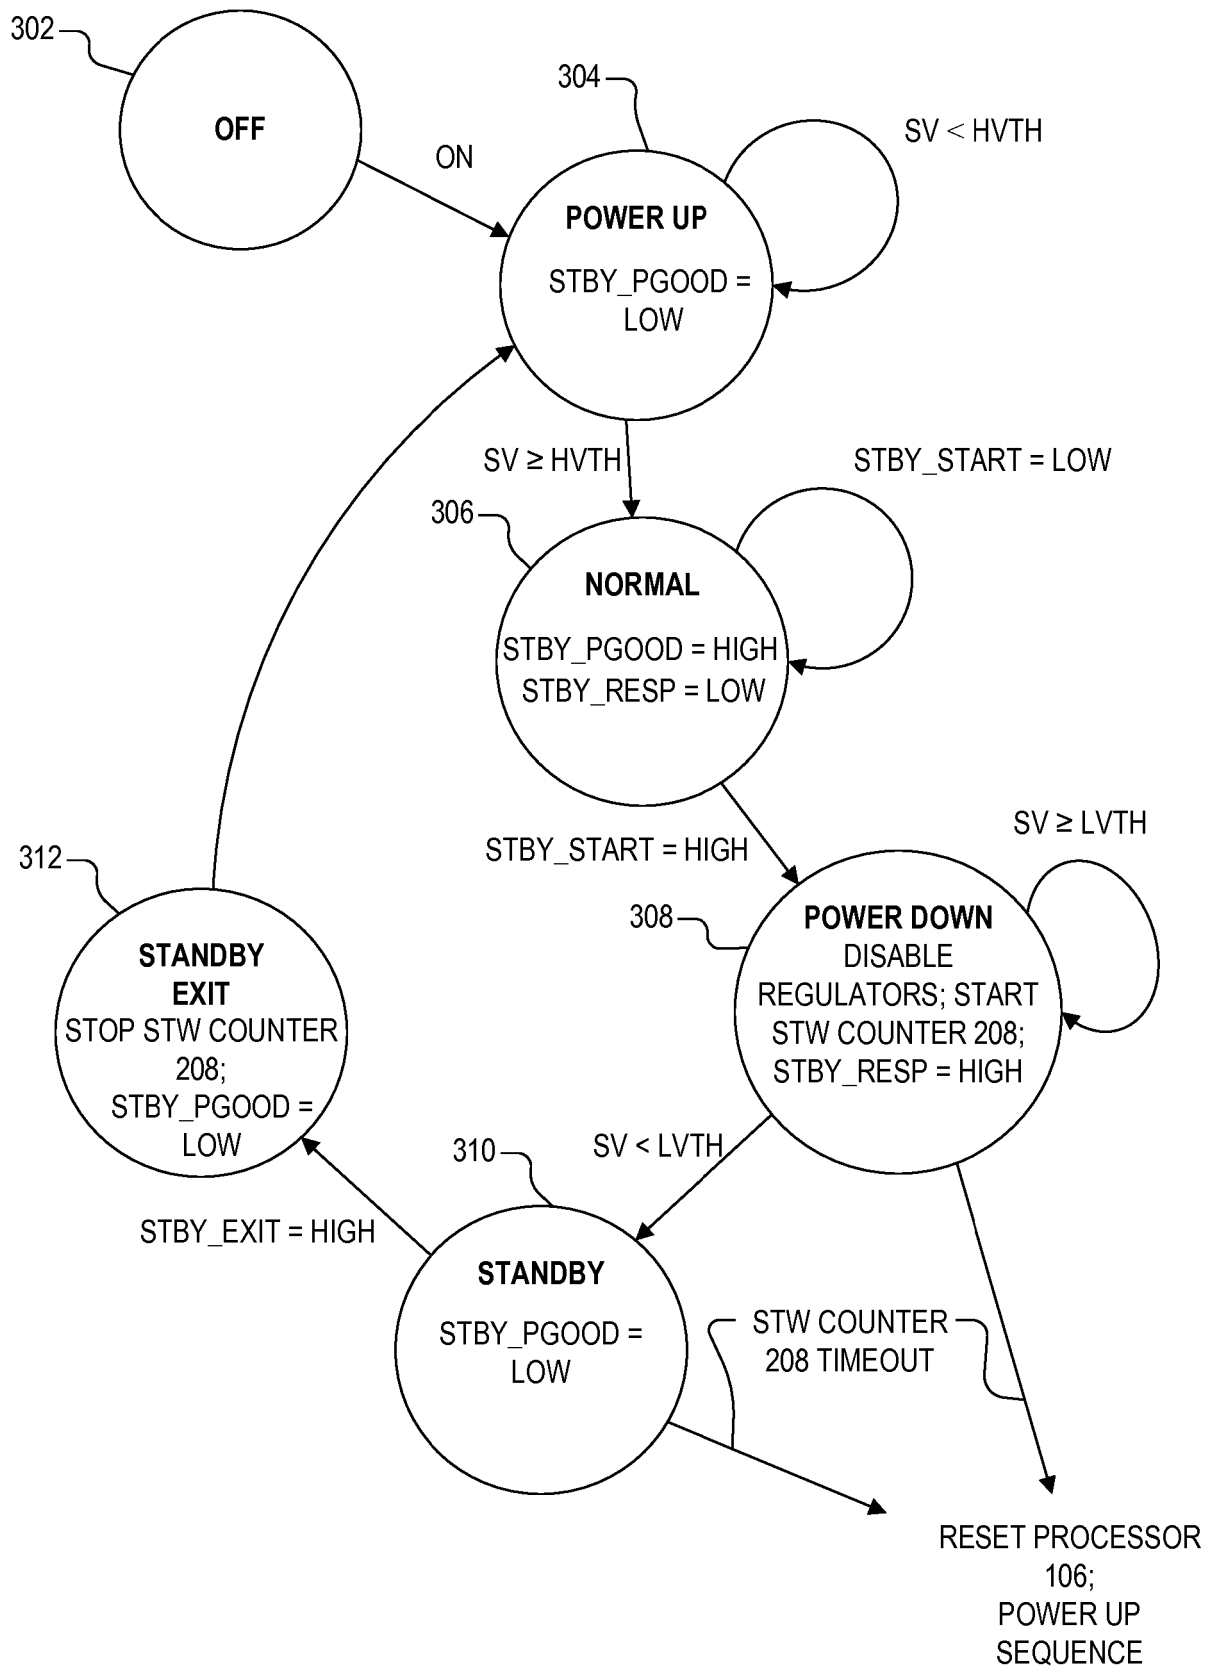 302
OFF
ON
304
SV < HVTH
POWER UP
STBY_PGOOD =
LOW
SV ≥ HVTH
STBY_START = LOW
306
NORMAL
STBY_PGOOD = HIGH
STBY_RESP = LOW
STBY_START = HIGH
SV ≥ LVTH
308
POWER DOWN
DISABLE
REGULATORS; START
STW COUNTER 208;
STBY_RESP = HIGH
312
STANDBY
EXIT
STOP STW COUNTER
208;
STBY_PGOOD =
LOW
SV < LVTH
310
STBY_EXIT = HIGH
STANDBY
STBY_PGOOD =
LOW
STW COUNTER
208 TIMEOUT
RESET PROCESSOR
106;
POWER UP
SEQUENCE